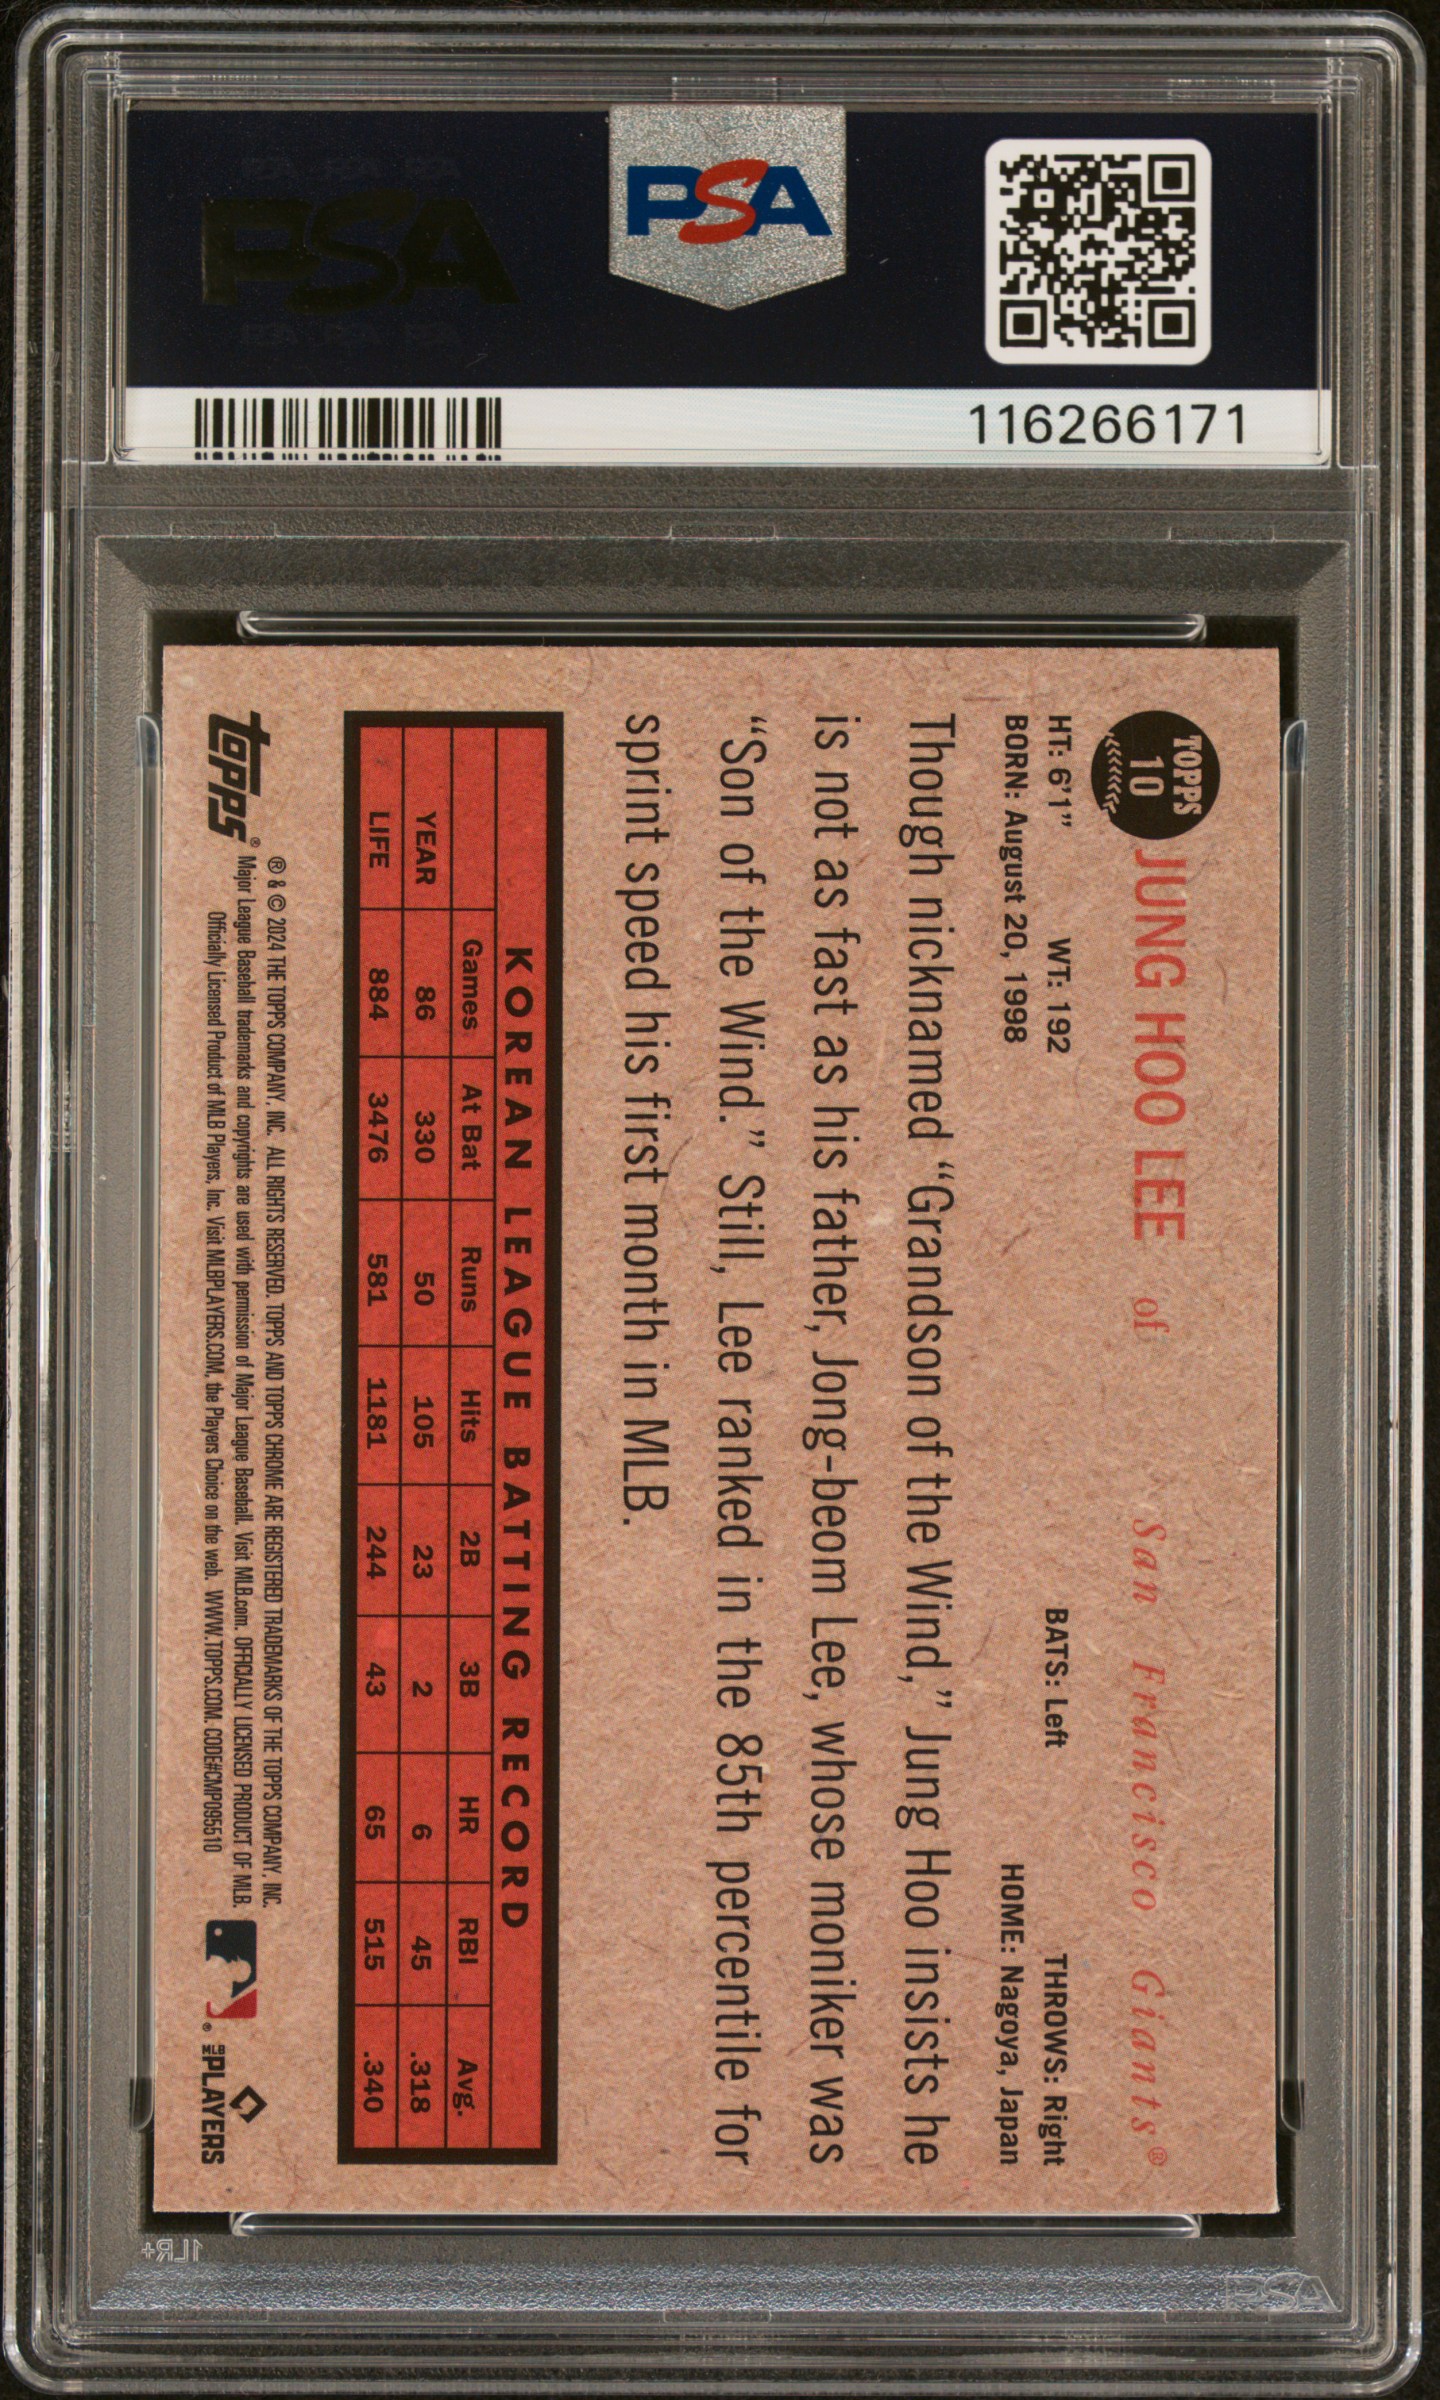 PSA
PSA
116266171
TOPPS
10
JUNG HOO LEE of San Francisco Giants®
HT: 6'1" WT: 192 BATS: Left THROWS: Right
BORN: August 20, 1998 HOME: Nagoya, Japan
Though nicknamed “Grandson of the Wind,” Jung Hoo insists he
is not as fast as his father, Jong-beom Lee, whose moniker was
“Son of the Wind.” Still, Lee ranked in the 85th percentile for
sprint speed his first month in MLB.
KOREAN LEAGUE BATTING RECORD
Games At Bat Runs Hits 2B 3B HR RBI Avg.
YEAR 86 330 50 105 23 2 6 45 .318
LIFE 884 3476 581 1181 244 43 65 515 .340
topps®
® & © 2024 THE TOPPS COMPANY, INC. ALL RIGHTS RESERVED. TOPPS AND TOPPS CHROME ARE REGISTERED TRADEMARKS OF THE TOPPS COMPANY, INC.
Major League Baseball trademarks and copyrights are used with permission of Major League Baseball. Visit MLB.com. OFFICIALLY LICENSED PRODUCT OF MLB.
Officially Licensed Product of MLB Players, Inc. Visit MLBPLAYERS.COM, the Players Choice on the web. WWW.TOPPS.COM. CODE#CMP095510
MLB PLAYERS
1LR+
PSA